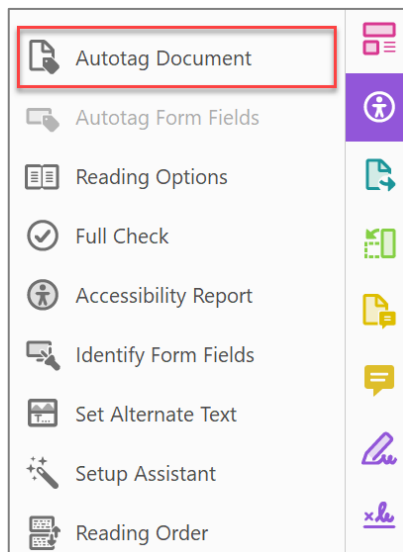 Autotag Document
Autotag Form Fields
Reading Options
Full Check
Accessibility Report
Identify Form Fields
Set Alternate Text
Setup Assistant
Reading Order